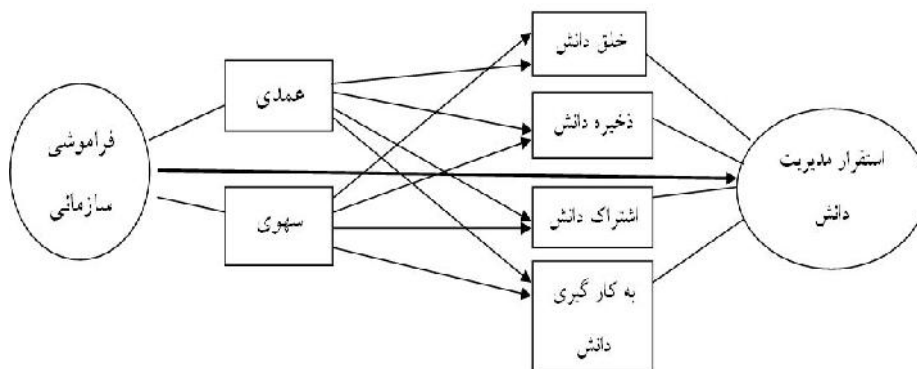 فراموشی
سازمانی
عمدی
سهوی
خلق دانش
ذخیره دانش
اشتراک دانش
به کار گیری
دانش
استقرار مدیریت
دانش